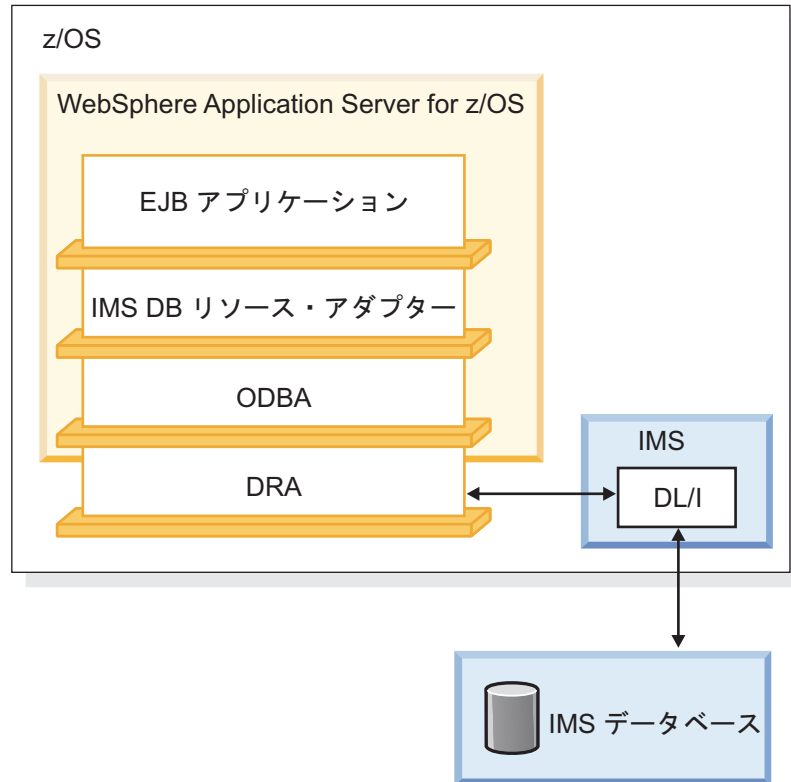 z/OS
WebSphere Application Server for z/OS
EJB アプリケーション
IMS DB リソース・アダプター
ODBA
DRA
IMS
DL/I
IMS データベース